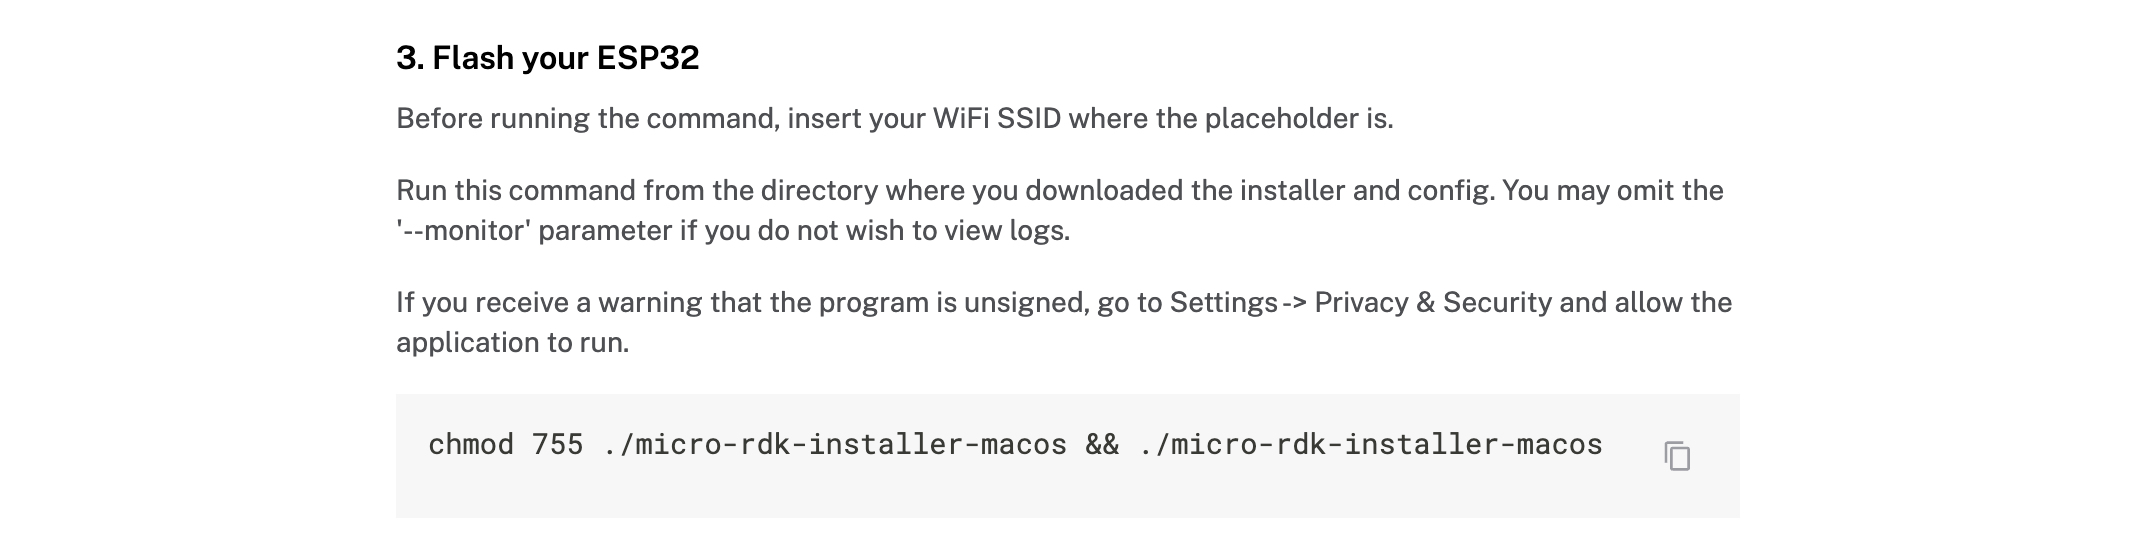 3. Flash your ESP32
Before running the command, insert your WiFi SSID where the placeholder is.
Run this command from the directory where you downloaded the installer and config. You may omit the
'--monitor' parameter if you do not wish to view logs.
If you receive a warning that the program is unsigned, go to Settings -> Privacy & Security and allow the
application to run.
chmod 755 ./micro-rdk-installer-macos && ./micro-rdk-installer-macos